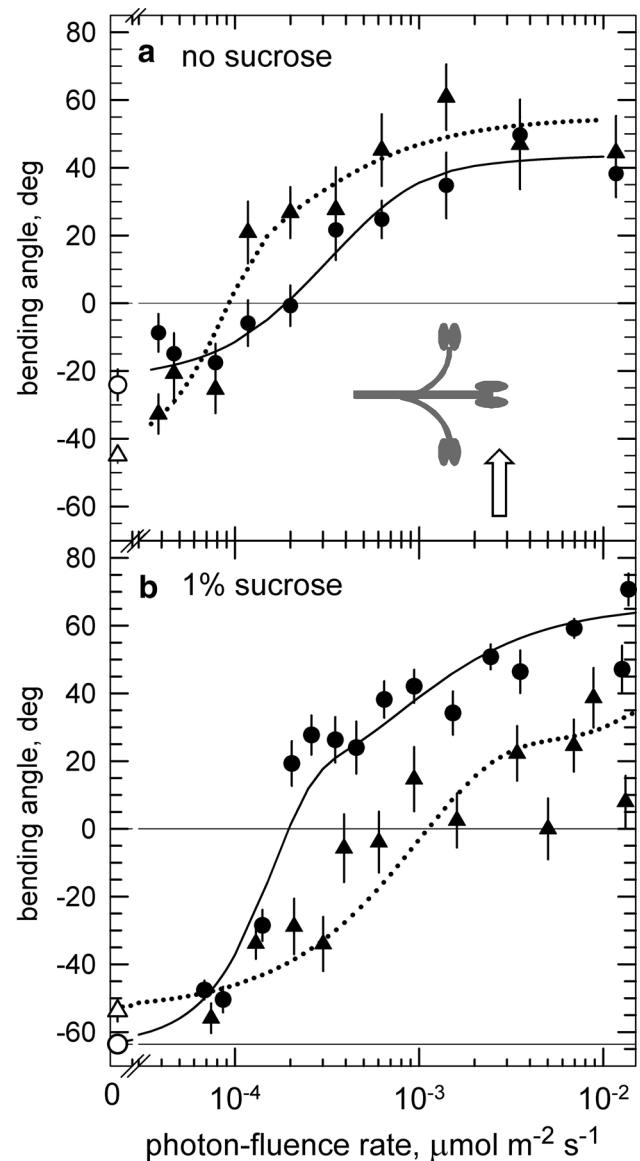 80
a no sucrose
60
40
20
0
-20
-40
-60
bending angle, deg
80
b 1% sucrose
60
40
20
0
-20
-40
-60
bending angle, deg
0 10⁻⁴ 10⁻³ 10⁻²
photon-fluence rate, μmol m⁻² s⁻¹